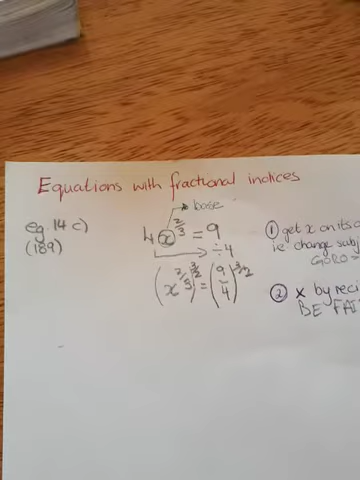 Equations with fractional indices
base
eg. 14 c)
(189)
4x^2/3 = 9
÷4
(x^2/3)^3/2 = (9/4)^3/2
① get x on its
ie change subj
② × by reci
BE